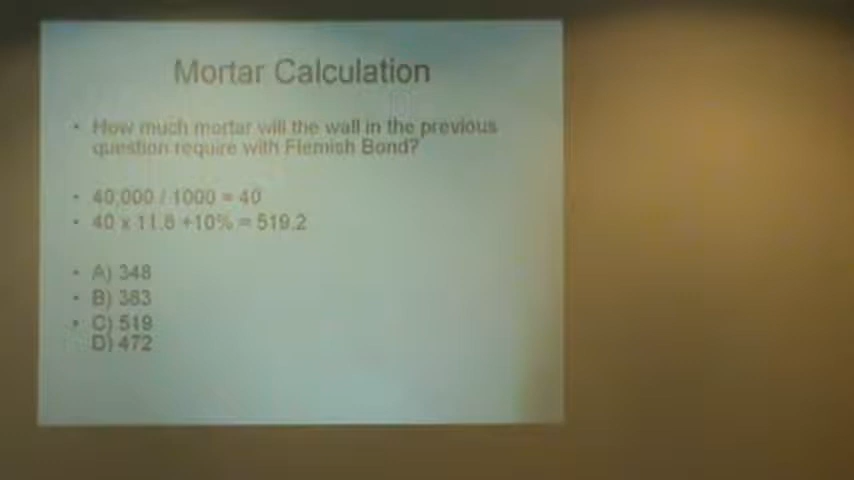 Mortar Calculation
• How much mortar will the wall in the previous
question require with Flemish Bond?
• 40,000 / 1000 = 40
• 40 x 11.8 +10% = 519.2
• A) 348
• B) 383
• C) 519
D) 472